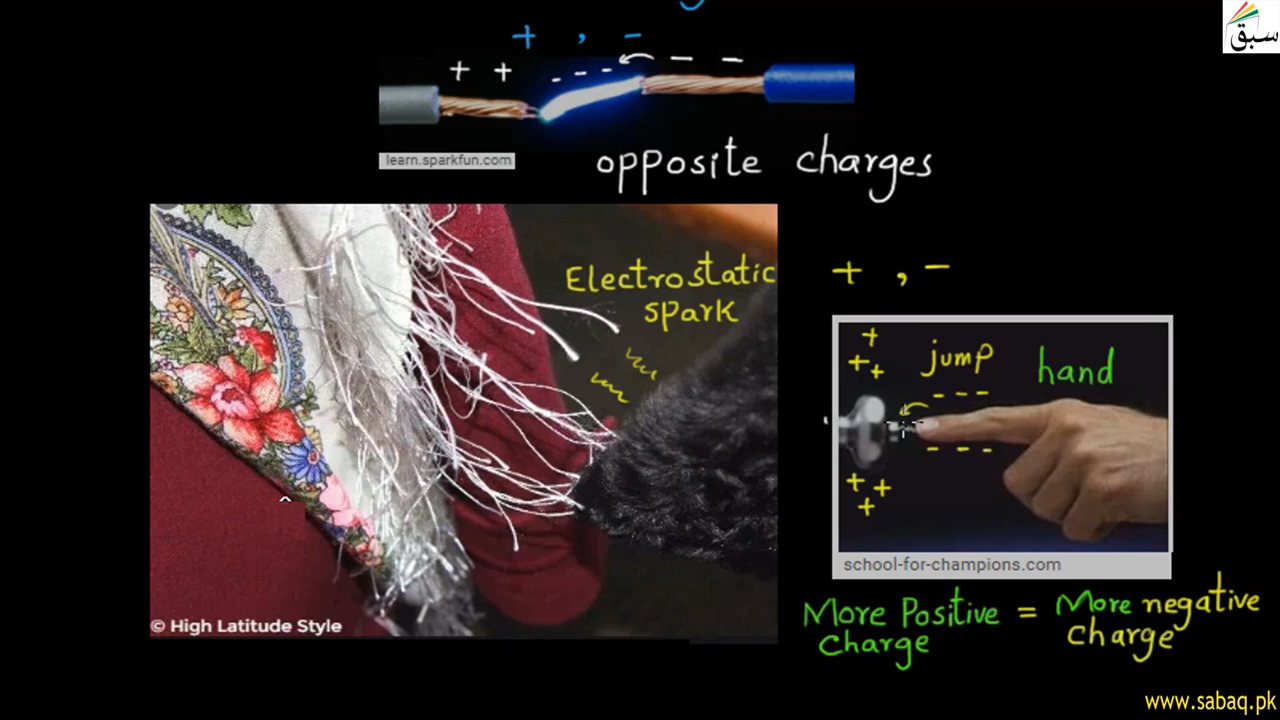 سبق
+ , -
+ + - - - - -
learn.sparkfun.com
opposite charges
Electrostatic
spark
+ , -
+
+ +
jump
hand
- - -
- - -
+ +
+
school-for-champions.com
More Positive = More negative
charge charge
© High Latitude Style
www.sabaq.pk